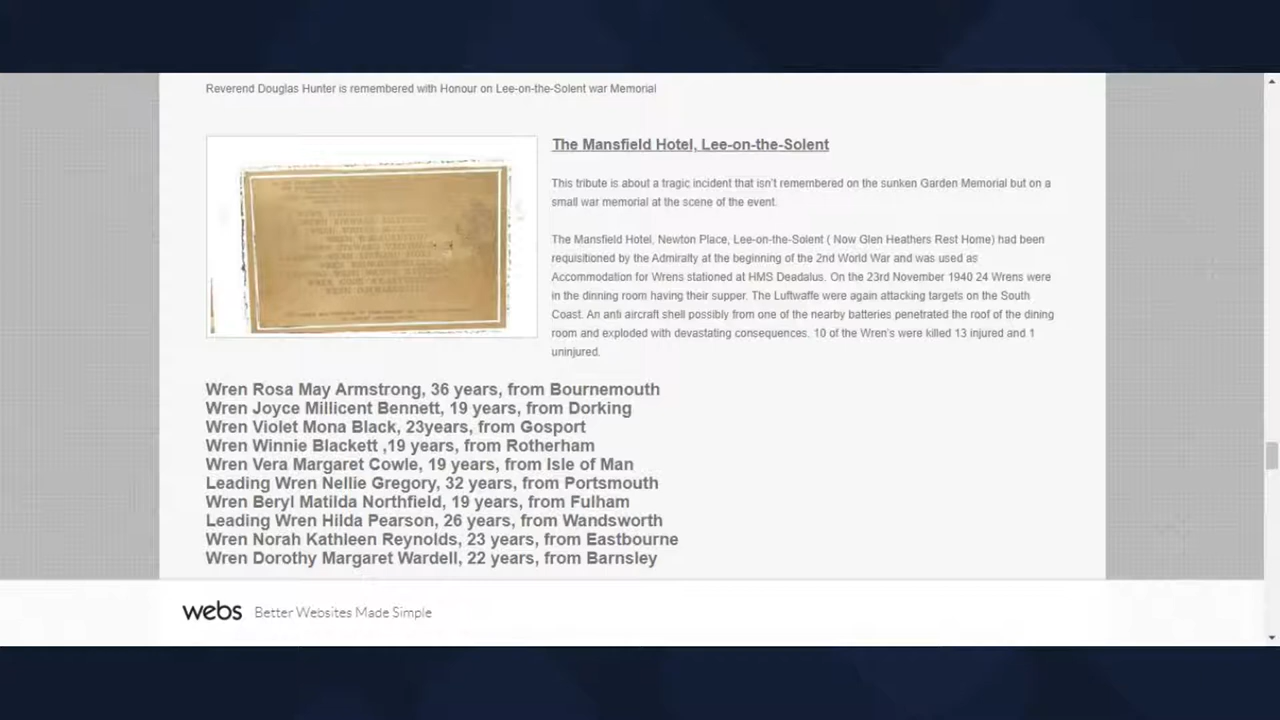 Reverend Douglas Hunter is remembered with Honour on Lee-on-the-Solent war Memorial
The Mansfield Hotel, Lee-on-the-Solent
This tribute is about a tragic incident that isn't remembered on the sunken Garden Memorial but on a
small war memorial at the scene of the event.
The Mansfield Hotel, Newton Place, Lee-on-the-Solent ( Now Glen Heathers Rest Home) had been
requisitioned by the Admiralty at the beginning of the 2nd World War and was used as
Accommodation for Wrens stationed at HMS Deadalus. On the 23rd November 1940 24 Wrens were
in the dinning room having their supper. The Luftwaffe were again attacking targets on the South
Coast. An anti aircraft shell possibly from one of the nearby batteries penetrated the roof of the dining
room and exploded with devastating consequences. 10 of the Wren's were killed 13 injured and 1
uninjured.
Wren Rosa May Armstrong, 36 years, from Bournemouth
Wren Joyce Millicent Bennett, 19 years, from Dorking
Wren Violet Mona Black, 23years, from Gosport
Wren Winnie Blackett ,19 years, from Rotherham
Wren Vera Margaret Cowle, 19 years, from Isle of Man
Leading Wren Nellie Gregory, 32 years, from Portsmouth
Wren Beryl Matilda Northfield, 19 years, from Fulham
Leading Wren Hilda Pearson, 26 years, from Wandsworth
Wren Norah Kathleen Reynolds, 23 years, from Eastbourne
Wren Dorothy Margaret Wardell, 22 years, from Barnsley
webs Better Websites Made Simple